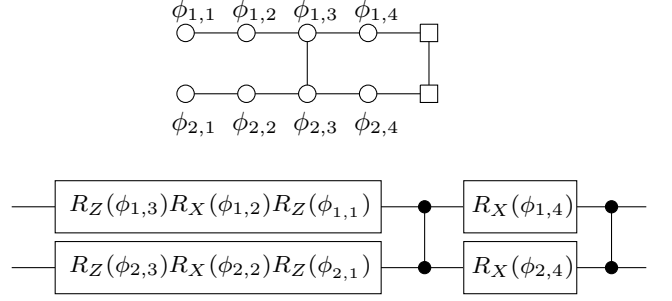 ϕ1,1 ϕ1,2 ϕ1,3 ϕ1,4
ϕ2,1 ϕ2,2 ϕ2,3 ϕ2,4
RZ(ϕ1,3)RX(ϕ1,2)RZ(ϕ1,1) RX(ϕ1,4)
RZ(ϕ2,3)RX(ϕ2,2)RZ(ϕ2,1) RX(ϕ2,4)